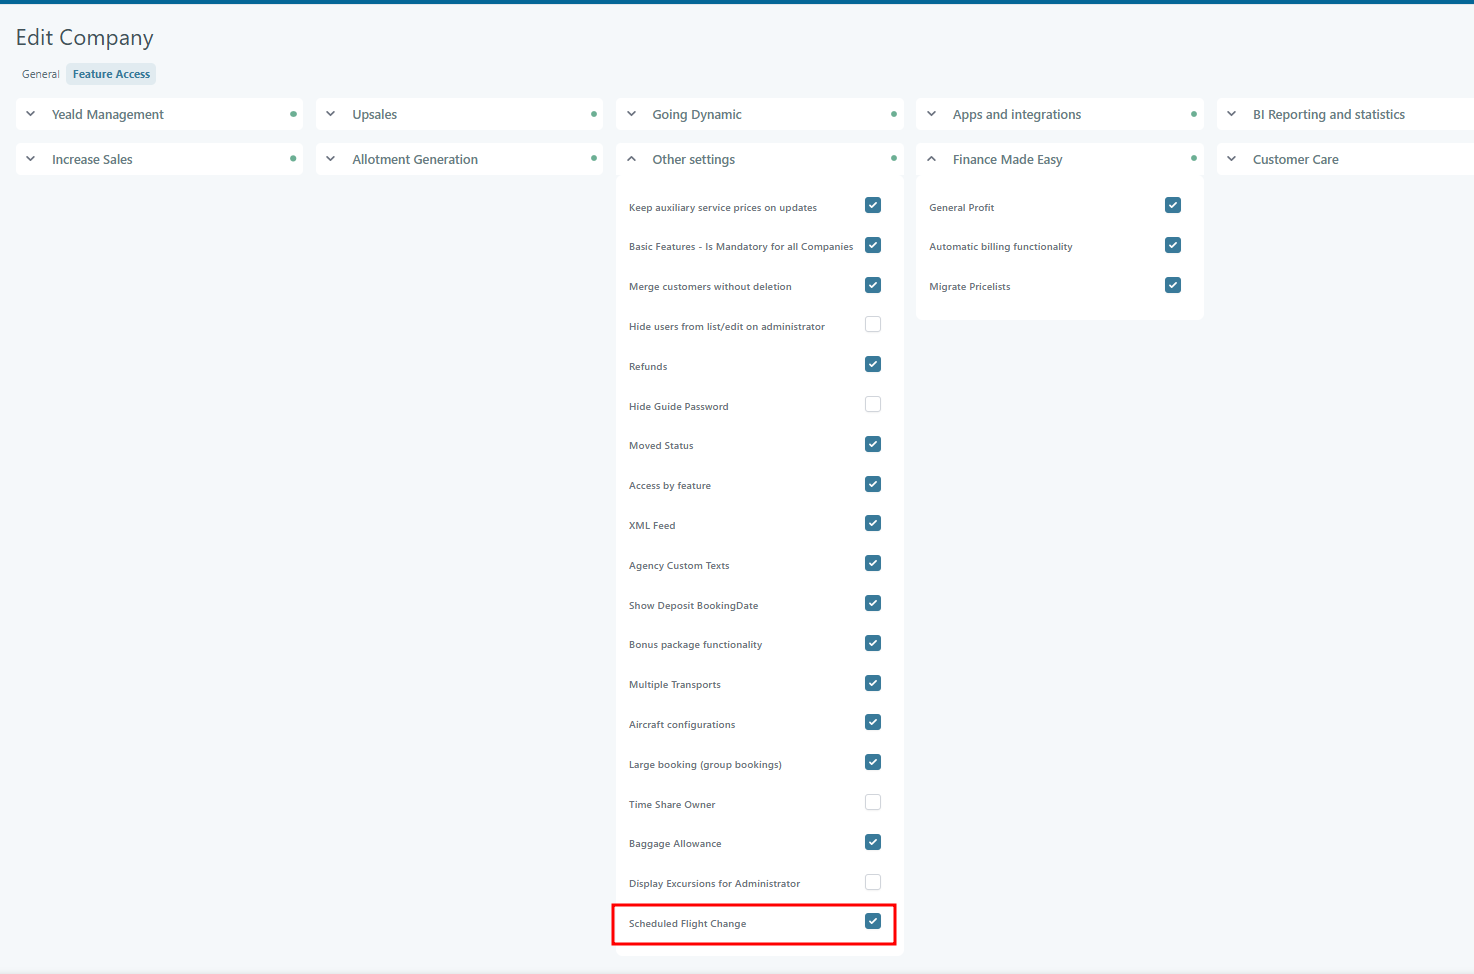 Edit Company
General Feature Access
Yeald Management
Upsales
Going Dynamic
Apps and integrations
BI Reporting and statistics
Increase Sales
Allotment Generation
Other settings
Finance Made Easy
Customer Care
Keep auxiliary service prices on updates
Basic Features - Is Mandatory for all Companies
Merge customers without deletion
Hide users from list/edit on administrator
Refunds
Hide Guide Password
Moved Status
Access by feature
XML Feed
Agency Custom Texts
Show Deposit BookingDate
Bonus package functionality
Multiple Transports
Aircraft configurations
Large booking (group bookings)
Time Share Owner
Baggage Allowance
Display Excursions for Administrator
Scheduled Flight Change
General Profit
Automatic billing functionality
Migrate Pricelists